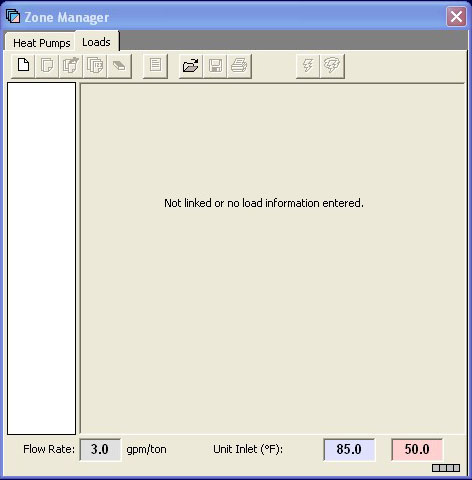 Zone Manager
Heat Pumps Loads
Not linked or no load information entered.
Flow Rate: 3.0 gpm/ton Unit Inlet (°F): 85.0 50.0